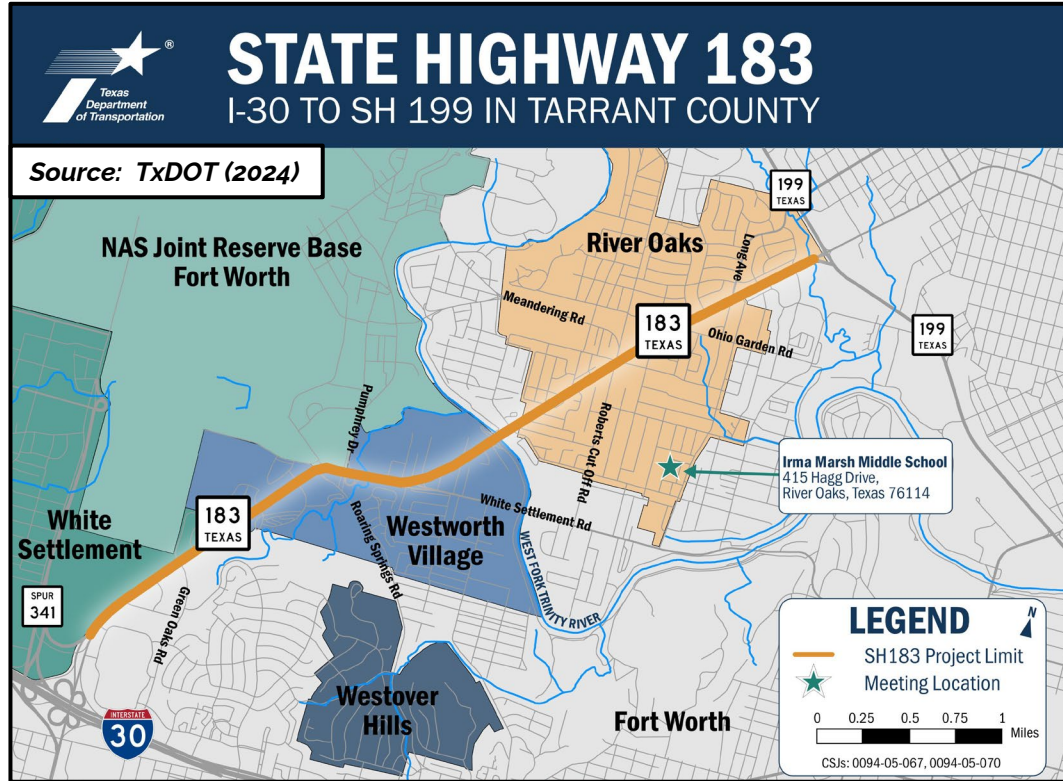 Texas
Department
of Transportation
®
STATE HIGHWAY 183
I-30 TO SH 199 IN TARRANT COUNTY
Source: TxDOT (2024)
199
TEXAS
NAS Joint Reserve Base
Fort Worth
River Oaks
Long Ave
Meandering Rd
183
TEXAS
Ohio Garden Rd
199
TEXAS
Pumphrey Dr
Roberts Cut Off Rd
Irma Marsh Middle School
415 Hagg Drive,
River Oaks, Texas 76114
White
Settlement
183
TEXAS
White Settlement Rd
Westworth
Village
Roaring Springs Rd
WEST FORK TRINITY RIVER
SPUR
341
Green Oaks Rd
Westover
Hills
Fort Worth
INTERSTATE
30
LEGEND
N
SH183 Project Limit
Meeting Location
0 0.25 0.5 0.75 1
Miles
CSJs: 0094-05-067, 0094-05-070